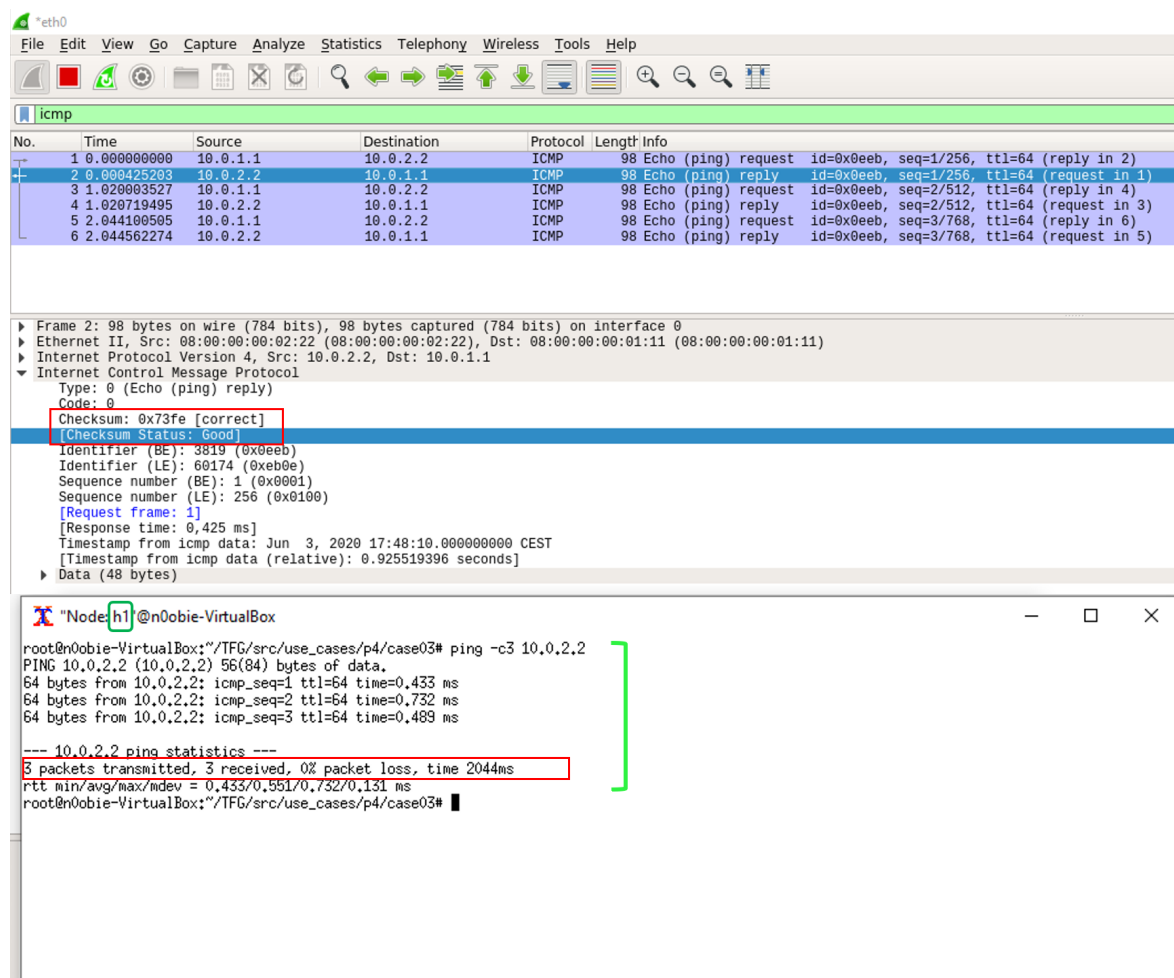 *eth0
File Edit View Go Capture Analyze Statistics Telephony Wireless Tools Help
icmp
No. Time Source Destination Protocol Length Info
1 0.000000000 10.0.1.1 10.0.2.2 ICMP 98 Echo (ping) request id=0x0eeb, seq=1/256, ttl=64 (reply in 2)
2 0.000425203 10.0.2.2 10.0.1.1 ICMP 98 Echo (ping) reply id=0x0eeb, seq=1/256, ttl=64 (request in 1)
3 1.020003527 10.0.1.1 10.0.2.2 ICMP 98 Echo (ping) request id=0x0eeb, seq=2/512, ttl=64 (reply in 4)
4 1.020719495 10.0.2.2 10.0.1.1 ICMP 98 Echo (ping) reply id=0x0eeb, seq=2/512, ttl=64 (request in 3)
5 2.044100505 10.0.1.1 10.0.2.2 ICMP 98 Echo (ping) request id=0x0eeb, seq=3/768, ttl=64 (reply in 6)
6 2.044562274 10.0.2.2 10.0.1.1 ICMP 98 Echo (ping) reply id=0x0eeb, seq=3/768, ttl=64 (request in 5)
Frame 2: 98 bytes on wire (784 bits), 98 bytes captured (784 bits) on interface 0
Ethernet II, Src: 08:00:00:00:02:22 (08:00:00:00:02:22), Dst: 08:00:00:00:01:11 (08:00:00:00:01:11)
Internet Protocol Version 4, Src: 10.0.2.2, Dst: 10.0.1.1
Internet Control Message Protocol
Type: 0 (Echo (ping) reply)
Code: 0
Checksum: 0x73fe [correct]
[Checksum Status: Good]
Identifier (BE): 3819 (0x0eeb)
Identifier (LE): 60174 (0xeb0e)
Sequence number (BE): 1 (0x0001)
Sequence number (LE): 256 (0x0100)
[Request frame: 1]
[Response time: 0,425 ms]
Timestamp from icmp data: Jun 3, 2020 17:48:10.000000000 CEST
[Timestamp from icmp data (relative): 0.925519396 seconds]
Data (48 bytes)
"Node: h1"@n0obie-VirtualBox
root@n0obie-VirtualBox:~/TFG/src/use_cases/p4/case03# ping -c3 10.0.2.2
PING 10.0.2.2 (10.0.2.2) 56(84) bytes of data.
64 bytes from 10.0.2.2: icmp_seq=1 ttl=64 time=0.433 ms
64 bytes from 10.0.2.2: icmp_seq=2 ttl=64 time=0.732 ms
64 bytes from 10.0.2.2: icmp_seq=3 ttl=64 time=0.489 ms
--- 10.0.2.2 ping statistics ---
3 packets transmitted, 3 received, 0% packet loss, time 2044ms
rtt min/avg/max/mdev = 0.433/0.551/0.732/0.131 ms
root@n0obie-VirtualBox:~/TFG/src/use_cases/p4/case03#